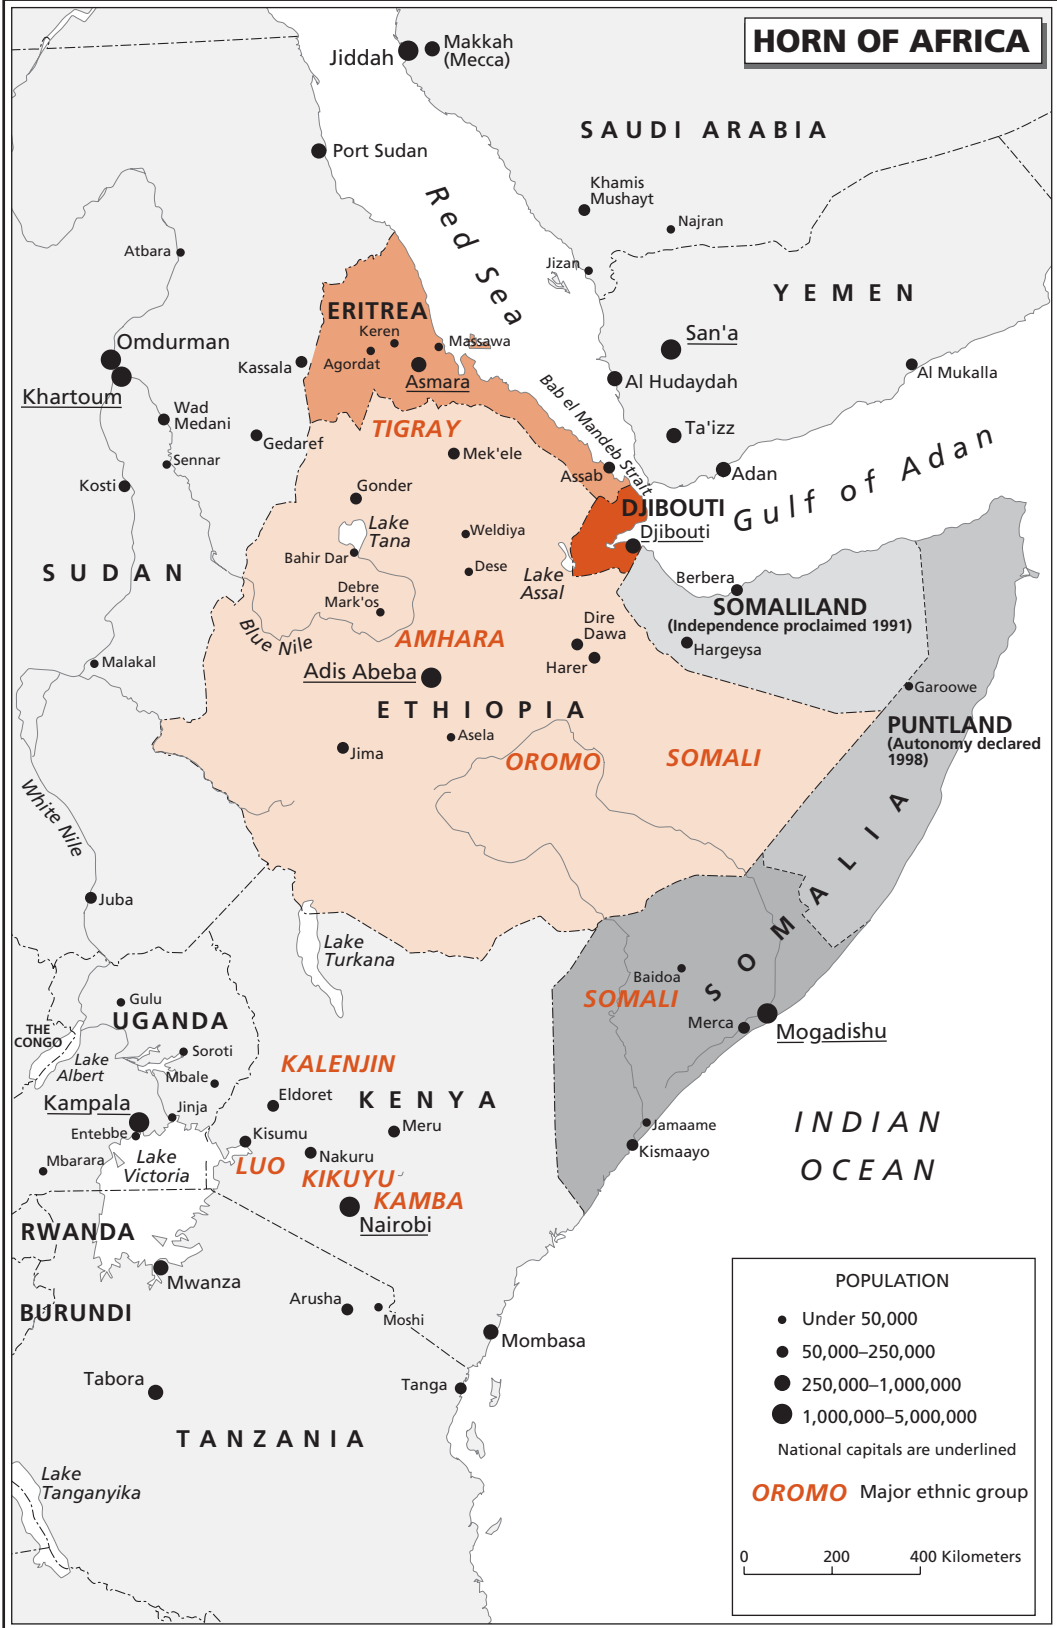 HORN OF AFRICA
Jiddah
Makkah
(Mecca)
SAUDI ARABIA
Port Sudan
Khamis
Mushayt
Najran
Red Sea
Atbara
Jizan
YEMEN
ERITREA
Keren
Massawa
San'a
Omdurman
Kassala
Agordat
Asmara
Al Hudaydah
Al Mukalla
Khartoum
Bab el Mandeb Strait
Wad
Medani
TIGRAY
Ta'izz
Gedaref
Mek'ele
Sennar
Assab
Adan
Gulf of Adan
Kosti
Gonder
DJIBOUTI
Djibouti
Lake
Tana
Weldiya
Bahir Dar
SUDAN
Dese
Lake
Assal
Berbera
Debre
Mark'os
SOMALILAND
(Independence proclaimed 1991)
Blue Nile
AMHARA
Dire
Dawa
Hargeysa
Malakal
Harer
Adis Abeba
Garoowe
ETHIOPIA
PUNTLAND
(Autonomy declared
1998)
Asela
Jima
OROMO
SOMALI
White Nile
SOMALIA
Juba
Lake
Turkana
Baidoa
SOMALI
Gulu
UGANDA
THE
CONGO
Merca
Mogadishu
Soroti
Lake
Albert
KALENJIN
Mbale
Eldoret
KENYA
Kampala
Jinja
Meru
Jamaame
INDIAN
OCEAN
Entebbe
Kisumu
Kismaayo
Mbarara
Lake
Victoria
LUO
Nakuru
KIKUYU
KAMBA
Nairobi
RWANDA
Mwanza
BURUNDI
Arusha
Moshi
Mombasa
Tabora
Tanga
TANZANIA
Lake
Tanganyika
POPULATION
Under 50,000
50,000–250,000
250,000–1,000,000
1,000,000–5,000,000
National capitals are underlined
OROMO Major ethnic group
0 200 400 Kilometers